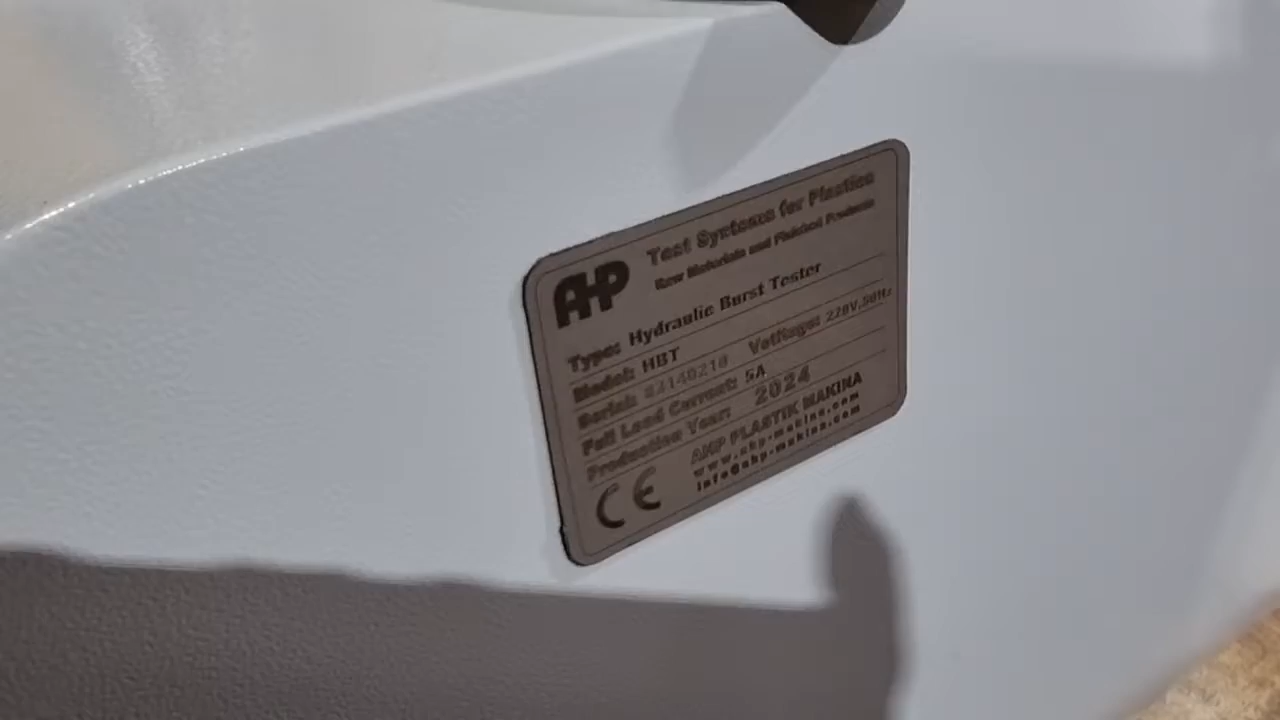 AHP
Test Systems for Plastics
Raw Materials and Finished Products
Type: Hydraulic Burst Tester
Model: HBT
Serial: Voltage: 220V,50Hz
Full Load Current: 5A
Production Year: 2024
CE
AHP PLASTIK MAKINA
www.ahp-makina.com
info@ahp-makina.com